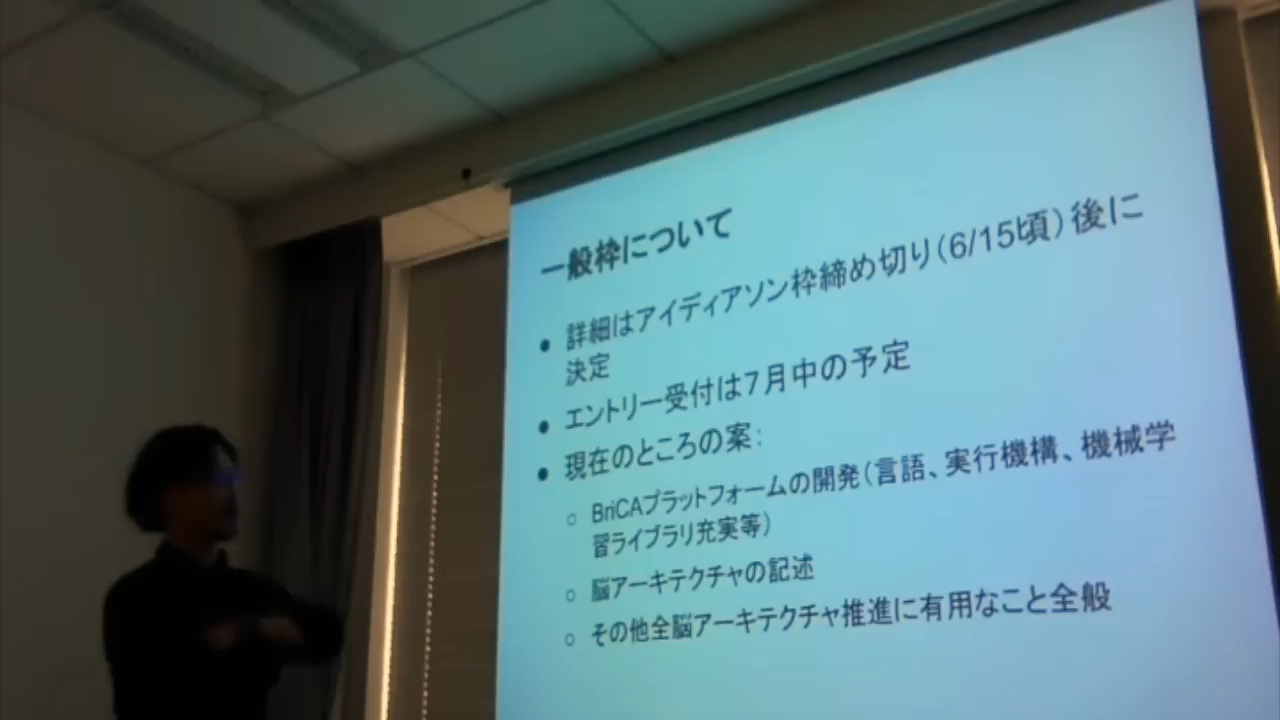 一般枠について
● 詳細はアイディアソン枠締め切り(6/15頃)後に
決定
● エントリー受付は7月中の予定
● 現在のところの案:
○ BriCAプラットフォームの開発(言語、実行機構、機械学
習ライブラリ充実等)
○ 脳アーキテクチャの記述
○ その他全脳アーキテクチャ推進に有用なこと全般